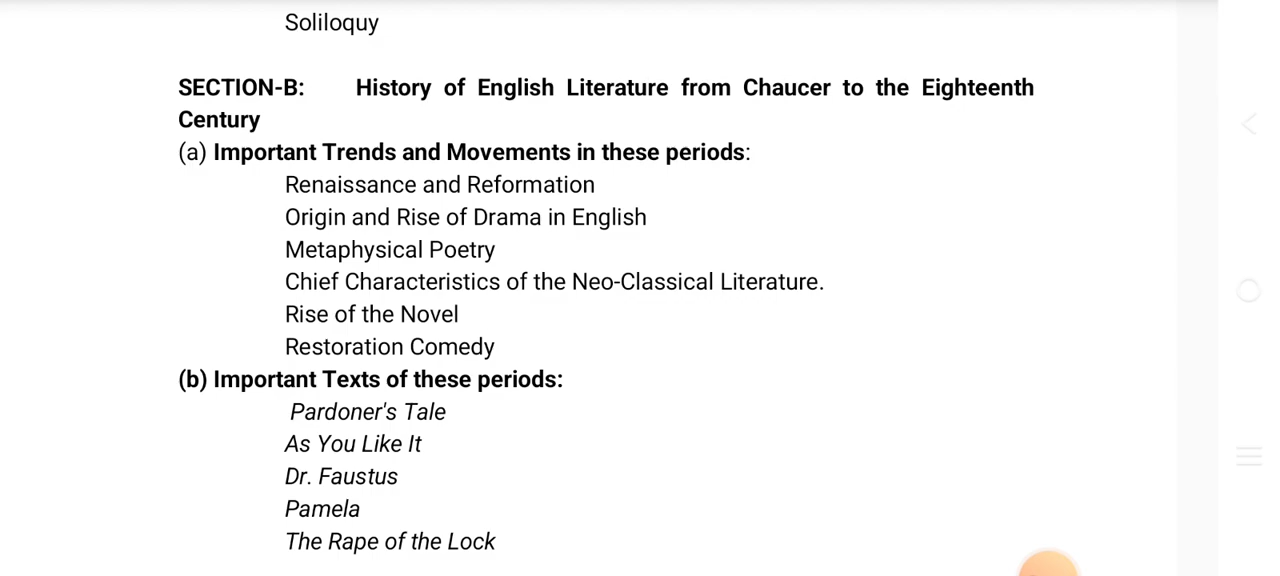 Soliloquy
SECTION-B: History of English Literature from Chaucer to the Eighteenth
Century
(a) Important Trends and Movements in these periods:
Renaissance and Reformation
Origin and Rise of Drama in English
Metaphysical Poetry
Chief Characteristics of the Neo-Classical Literature.
Rise of the Novel
Restoration Comedy
(b) Important Texts of these periods:
Pardoner's Tale
As You Like It
Dr. Faustus
Pamela
The Rape of the Lock